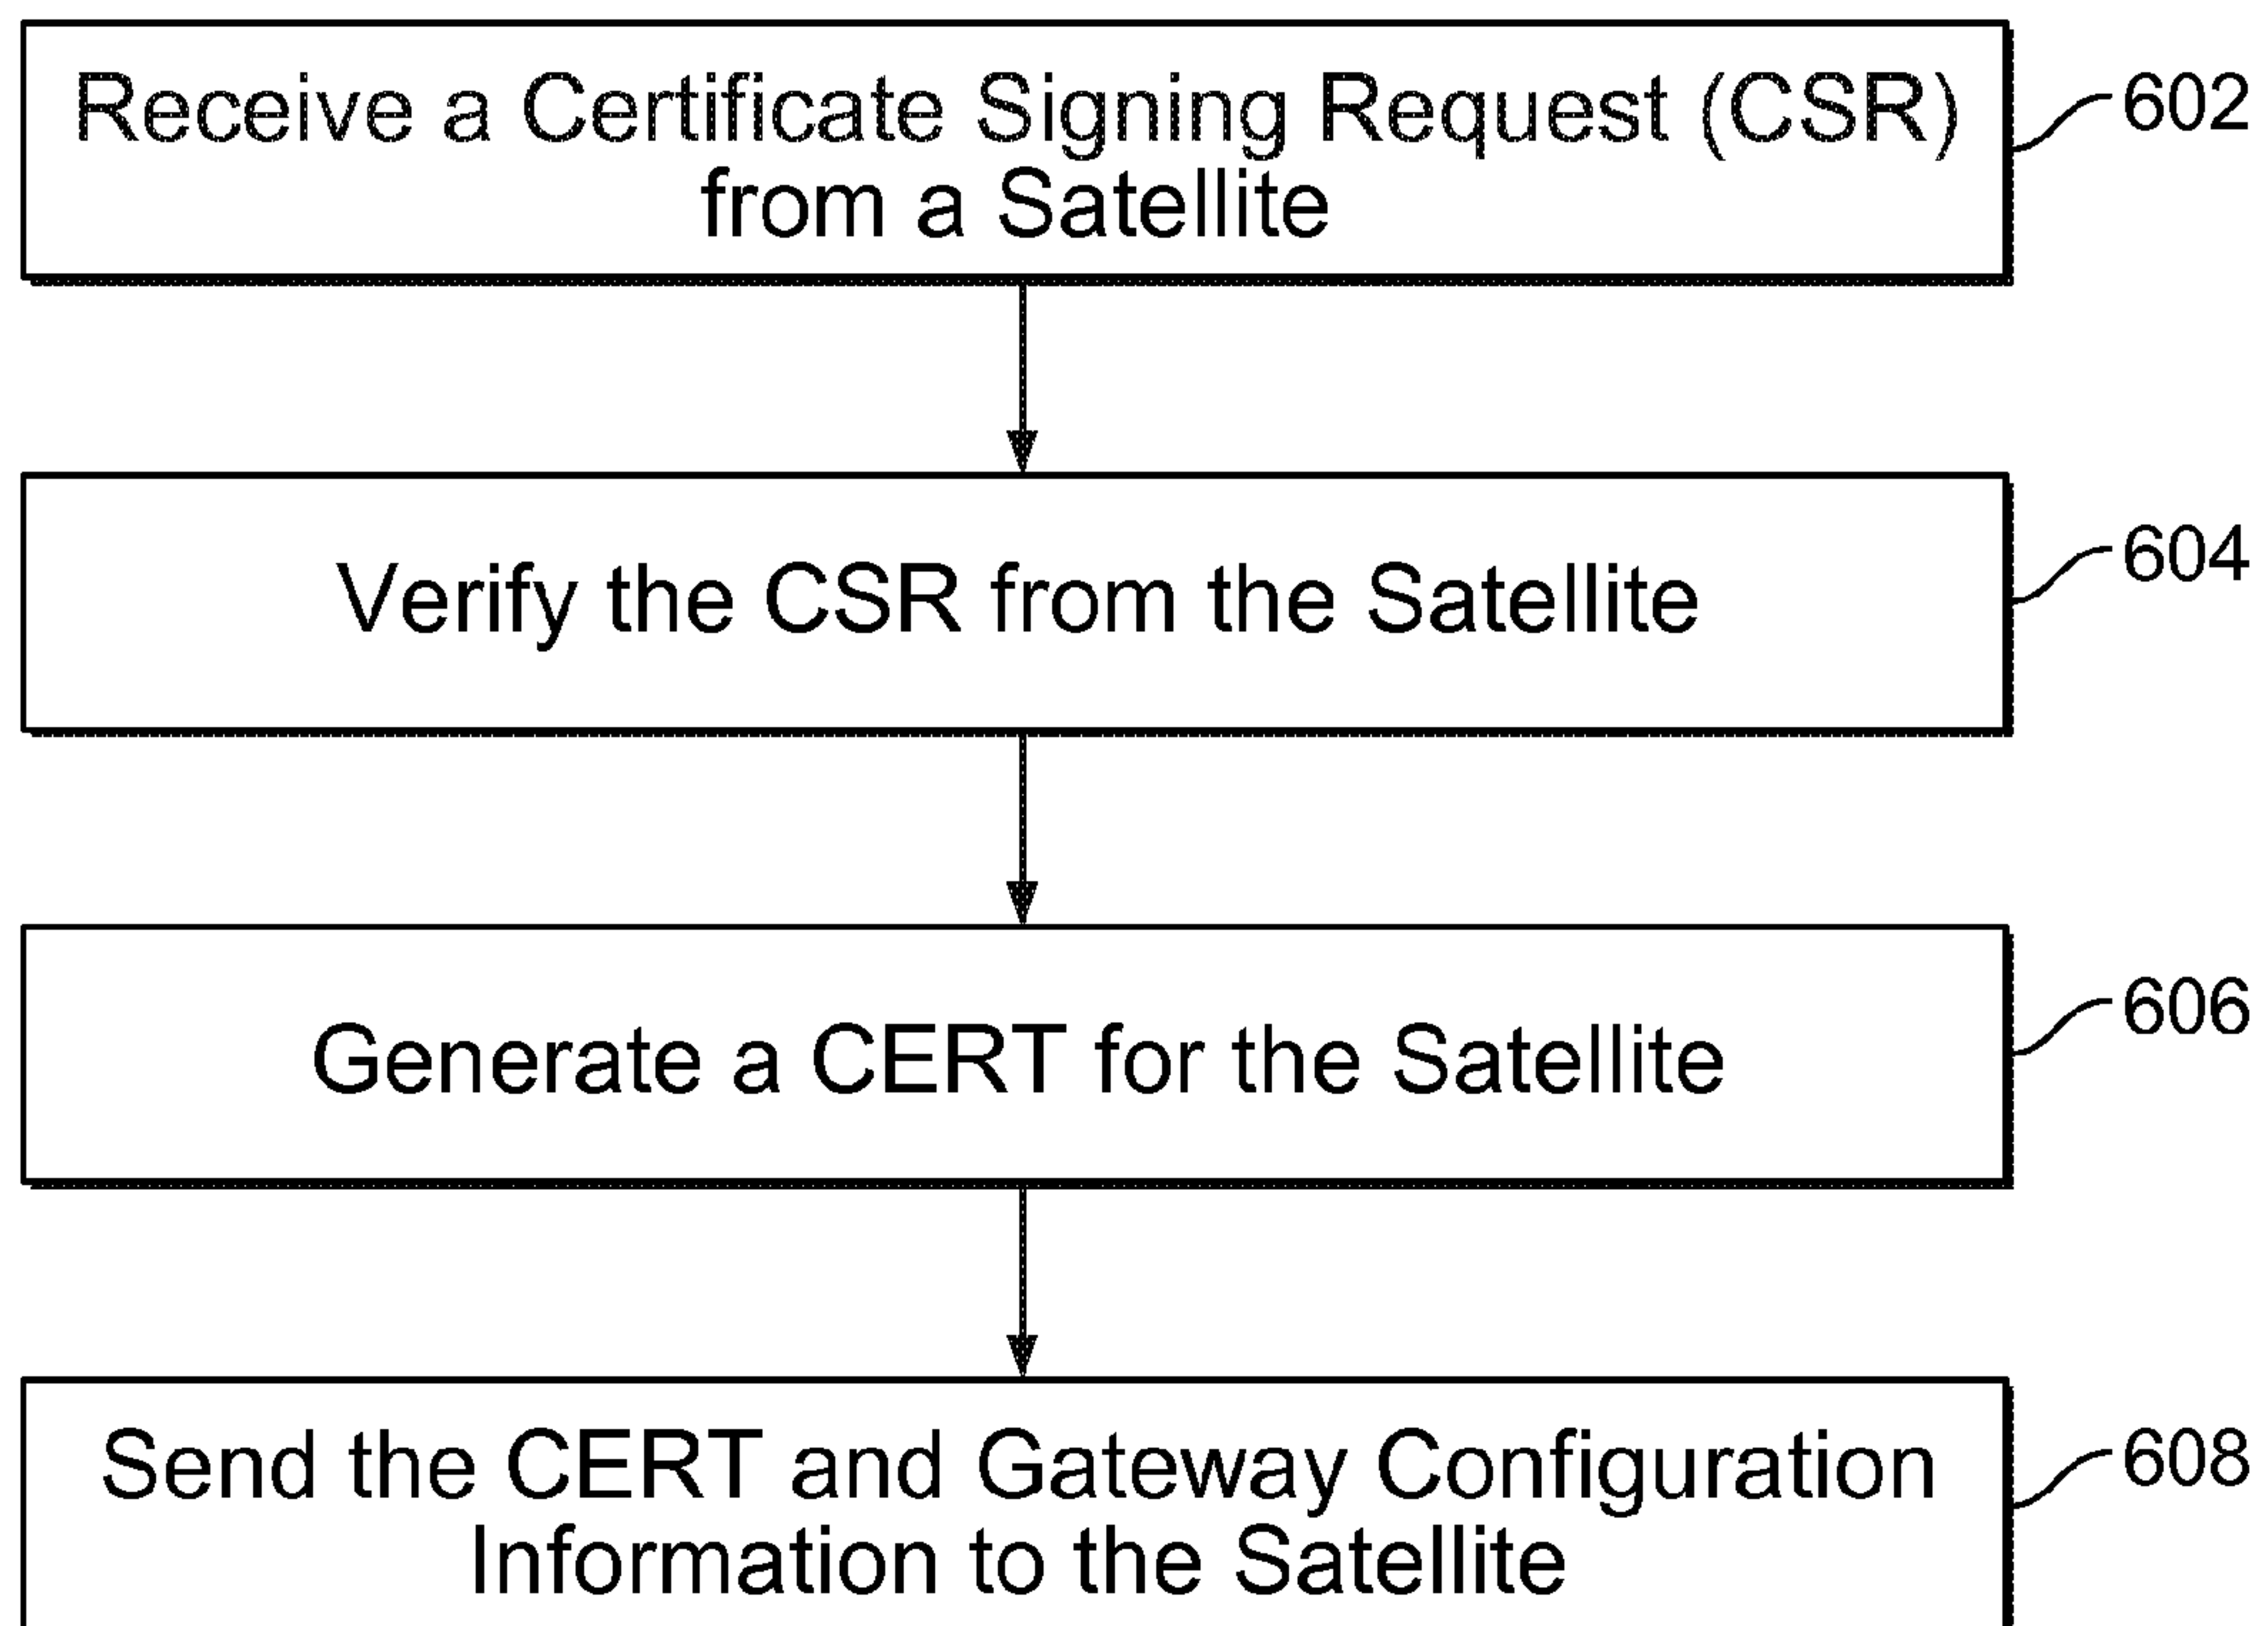 Receive a Certificate Signing Request (CSR)
from a Satellite
602
Verify the CSR from the Satellite
604
Generate a CERT for the Satellite
606
Send the CERT and Gateway Configuration
Information to the Satellite
608